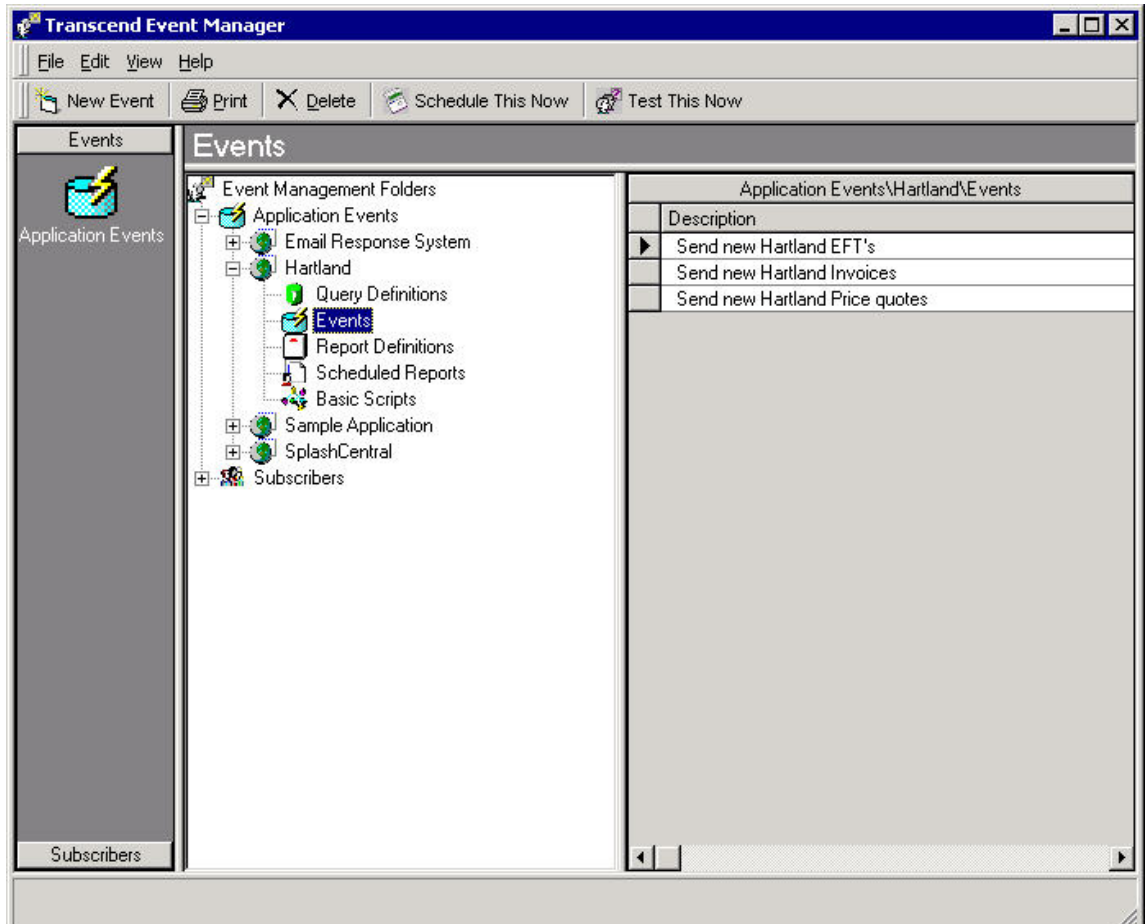 Transcend Event Manager
File Edit View Help
New Event Print Delete Schedule This Now Test This Now
Events
Application Events
Subscribers
Events
Event Management Folders
Application Events
Email Response System
Hartland
Query Definitions
Events
Report Definitions
Scheduled Reports
Basic Scripts
Sample Application
SplashCentral
Subscribers
Application Events\Hartland\Events
Description
Send new Hartland EFT's
Send new Hartland Invoices
Send new Hartland Price quotes